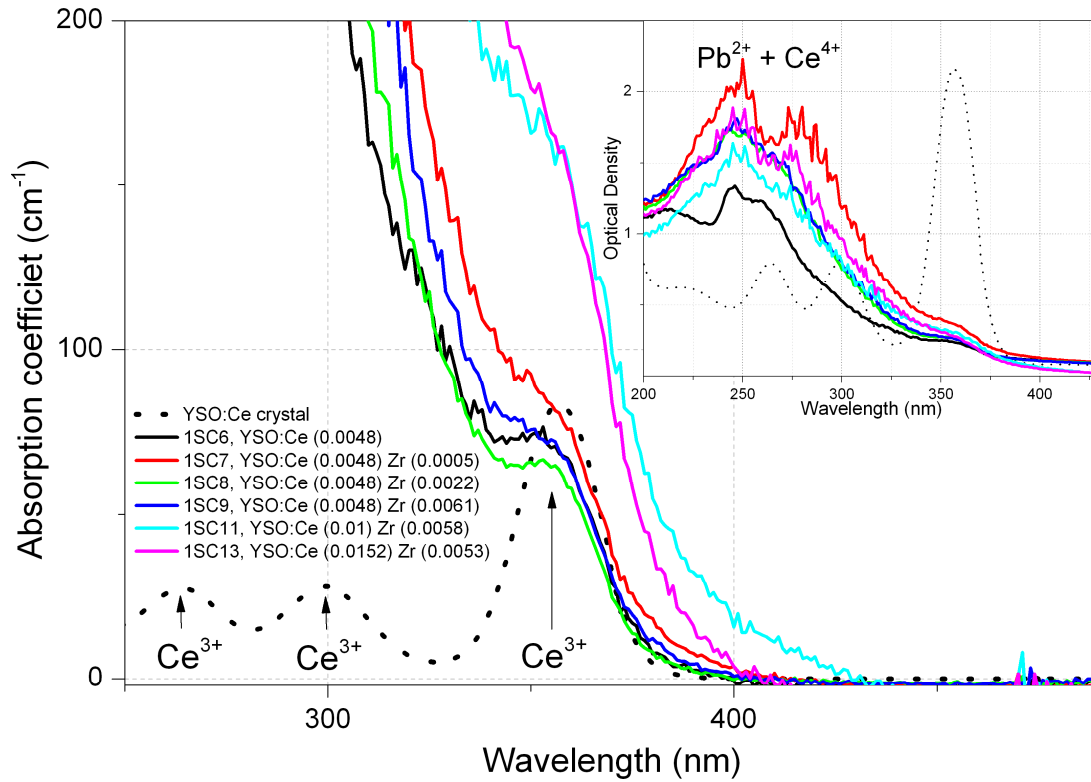 200
100
0
300
400
Absorption coefficiet (cm⁻¹)
Wavelength (nm)
YSO:Ce crystal
1SC6, YSO:Ce (0.0048)
1SC7, YSO:Ce (0.0048) Zr (0.0005)
1SC8, YSO:Ce (0.0048) Zr (0.0022)
1SC9, YSO:Ce (0.0048) Zr (0.0061)
1SC11, YSO:Ce (0.01) Zr (0.0058)
1SC13, YSO:Ce (0.0152) Zr (0.0053)
Ce³⁺
Ce³⁺
Ce³⁺
Pb²⁺ + Ce⁴⁺
2
1
Optical Density
200
250
300
350
400
Wavelength (nm)